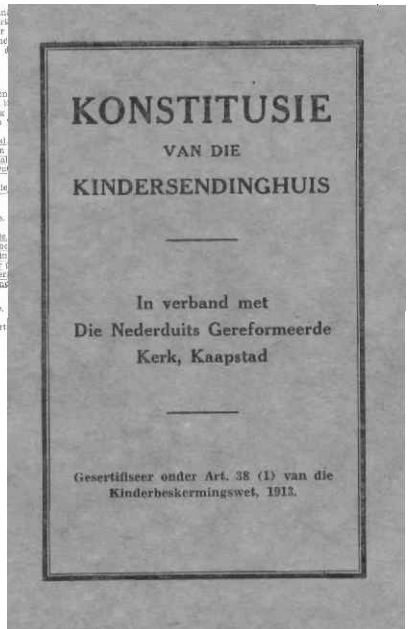 KONSTITUSIE
VAN DIE
KINDERSENDINGHUIS
In verband met
Die Nederduits Gereformeerde
Kerk, Kaapstad
Gesertifiseer onder Art. 38 (1) van die
Kinderbeskermingswet, 1913.